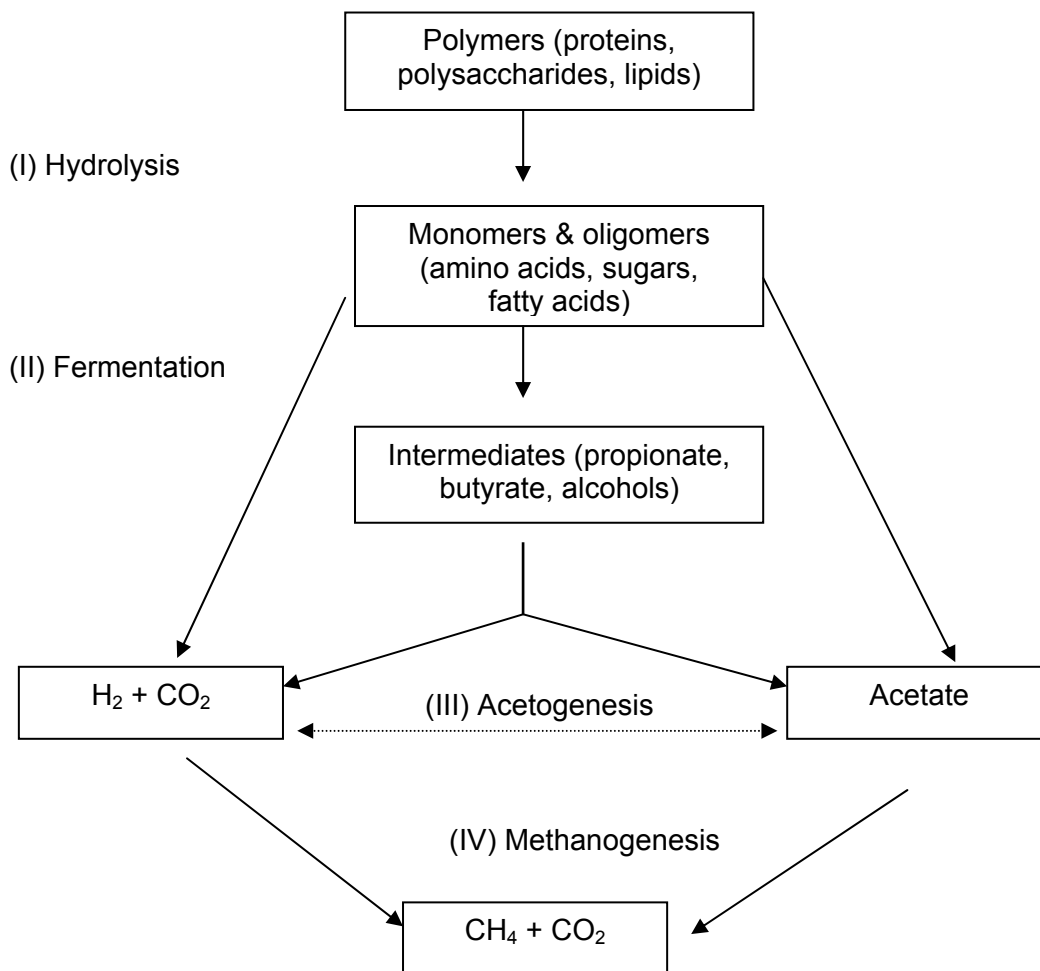 Polymers (proteins,
polysaccharides, lipids)
(I) Hydrolysis
Monomers & oligomers
(amino acids, sugars,
fatty acids)
(II) Fermentation
Intermediates (propionate,
butyrate, alcohols)
H₂ + CO₂
(III) Acetogenesis
Acetate
(IV) Methanogenesis
CH₄ + CO₂